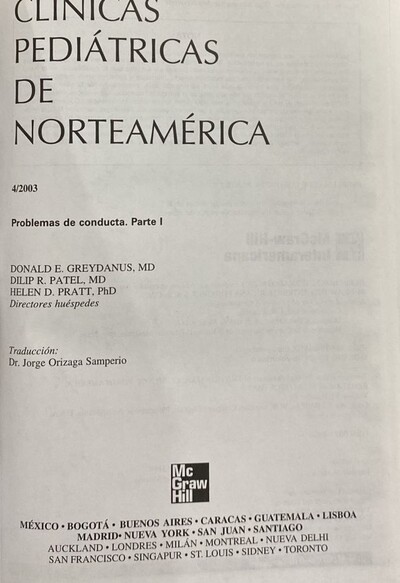 CLÍNICAS
PEDIÁTRICAS
DE
NORTEAMÉRICA
4/2003
Problemas de conducta. Parte I
DONALD E. GREYDANUS, MD
DILIP R. PATEL, MD
HELEN D. PRATT, PhD
Directores huéspedes
Traducción:
Dr. Jorge Orizaga Samperio
Mc
Graw
Hill
MÉXICO • BOGOTÁ • BUENOS AIRES • CARACAS • GUATEMALA • LISBOA
MADRID • NUEVA YORK • SAN JUAN • SANTIAGO
AUCKLAND • LONDRES • MILÁN • MONTREAL • NUEVA DELHI
SAN FRANCISCO • SINGAPUR • ST. LOUIS • SIDNEY • TORONTO